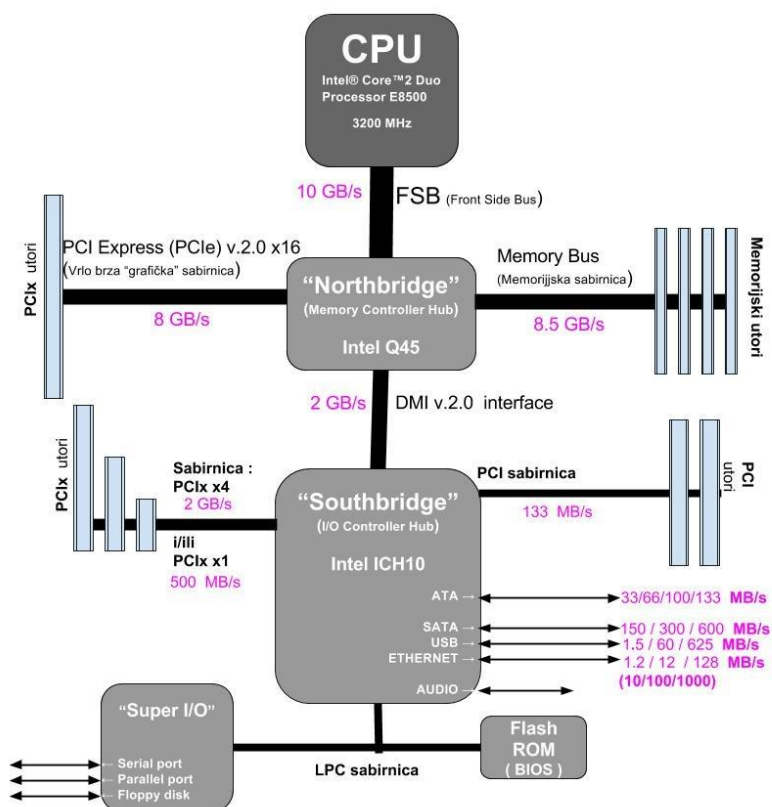 CPU
Intel® Core™2 Duo
Processor E8500
3200 MHz
10 GB/s
FSB (Front Side Bus)
PCIx utori
PCI Express (PCIe) v.2.0 x16
(Vrlo brza "grafička" sabirnica)
8 GB/s
"Northbridge"
(Memory Controller Hub)
Intel Q45
Memory Bus
(Memorijjska sabirnica)
8.5 GB/s
Memorijski utori
2 GB/s
DMI v.2.0 interface
PCIx utori
Sabirnica :
PCIx x4
2 GB/s
i/ili
PCIx x1
500 MB/s
"Southbridge"
(I/O Controller Hub)
Intel ICH10
PCI sabirnica
133 MB/s
PCI
utori
ATA → 33/66/100/133 MB/s
SATA → 150 / 300 / 600 MB/s
USB → 1.5 / 60 / 625 MB/s
ETHERNET → 1.2 / 12 / 128 MB/s
(10/100/1000)
AUDIO →
"Super I/O"
← Serial port
← Parallel port
← Floppy disk
LPC sabirnica
Flash
ROM
( BIOS )